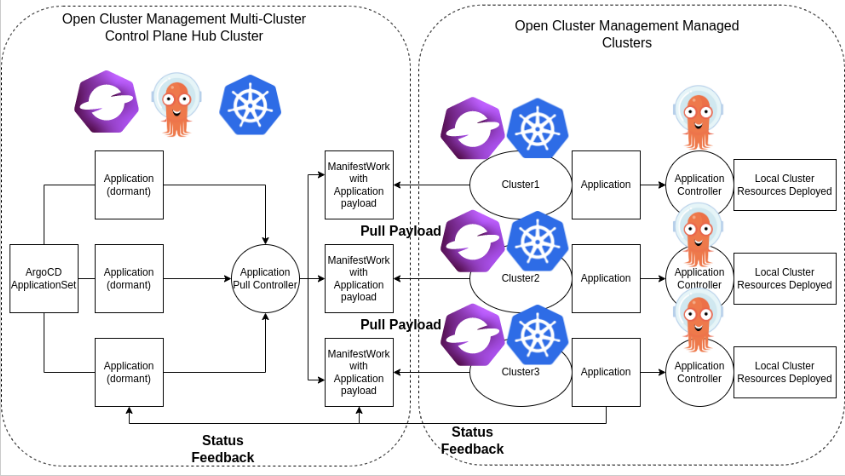 Open Cluster Management Multi-Cluster
Control Plane Hub Cluster
Open Cluster Management Managed
Clusters
Application
(dormant)
ManifestWork
with
Application
payload
Cluster1
Application
Application
Controller
Local Cluster
Resources Deployed
Pull Payload
ArgoCD
ApplicationSet
Application
(dormant)
Application
Pull Controller
ManifestWork
with
Application
payload
Cluster2
Application
Application
Controller
Local Cluster
Resources Deployed
Pull Payload
Application
(dormant)
ManifestWork
with
Application
payload
Cluster3
Application
Application
Controller
Local Cluster
Resources Deployed
Status
Feedback
Status
Feedback